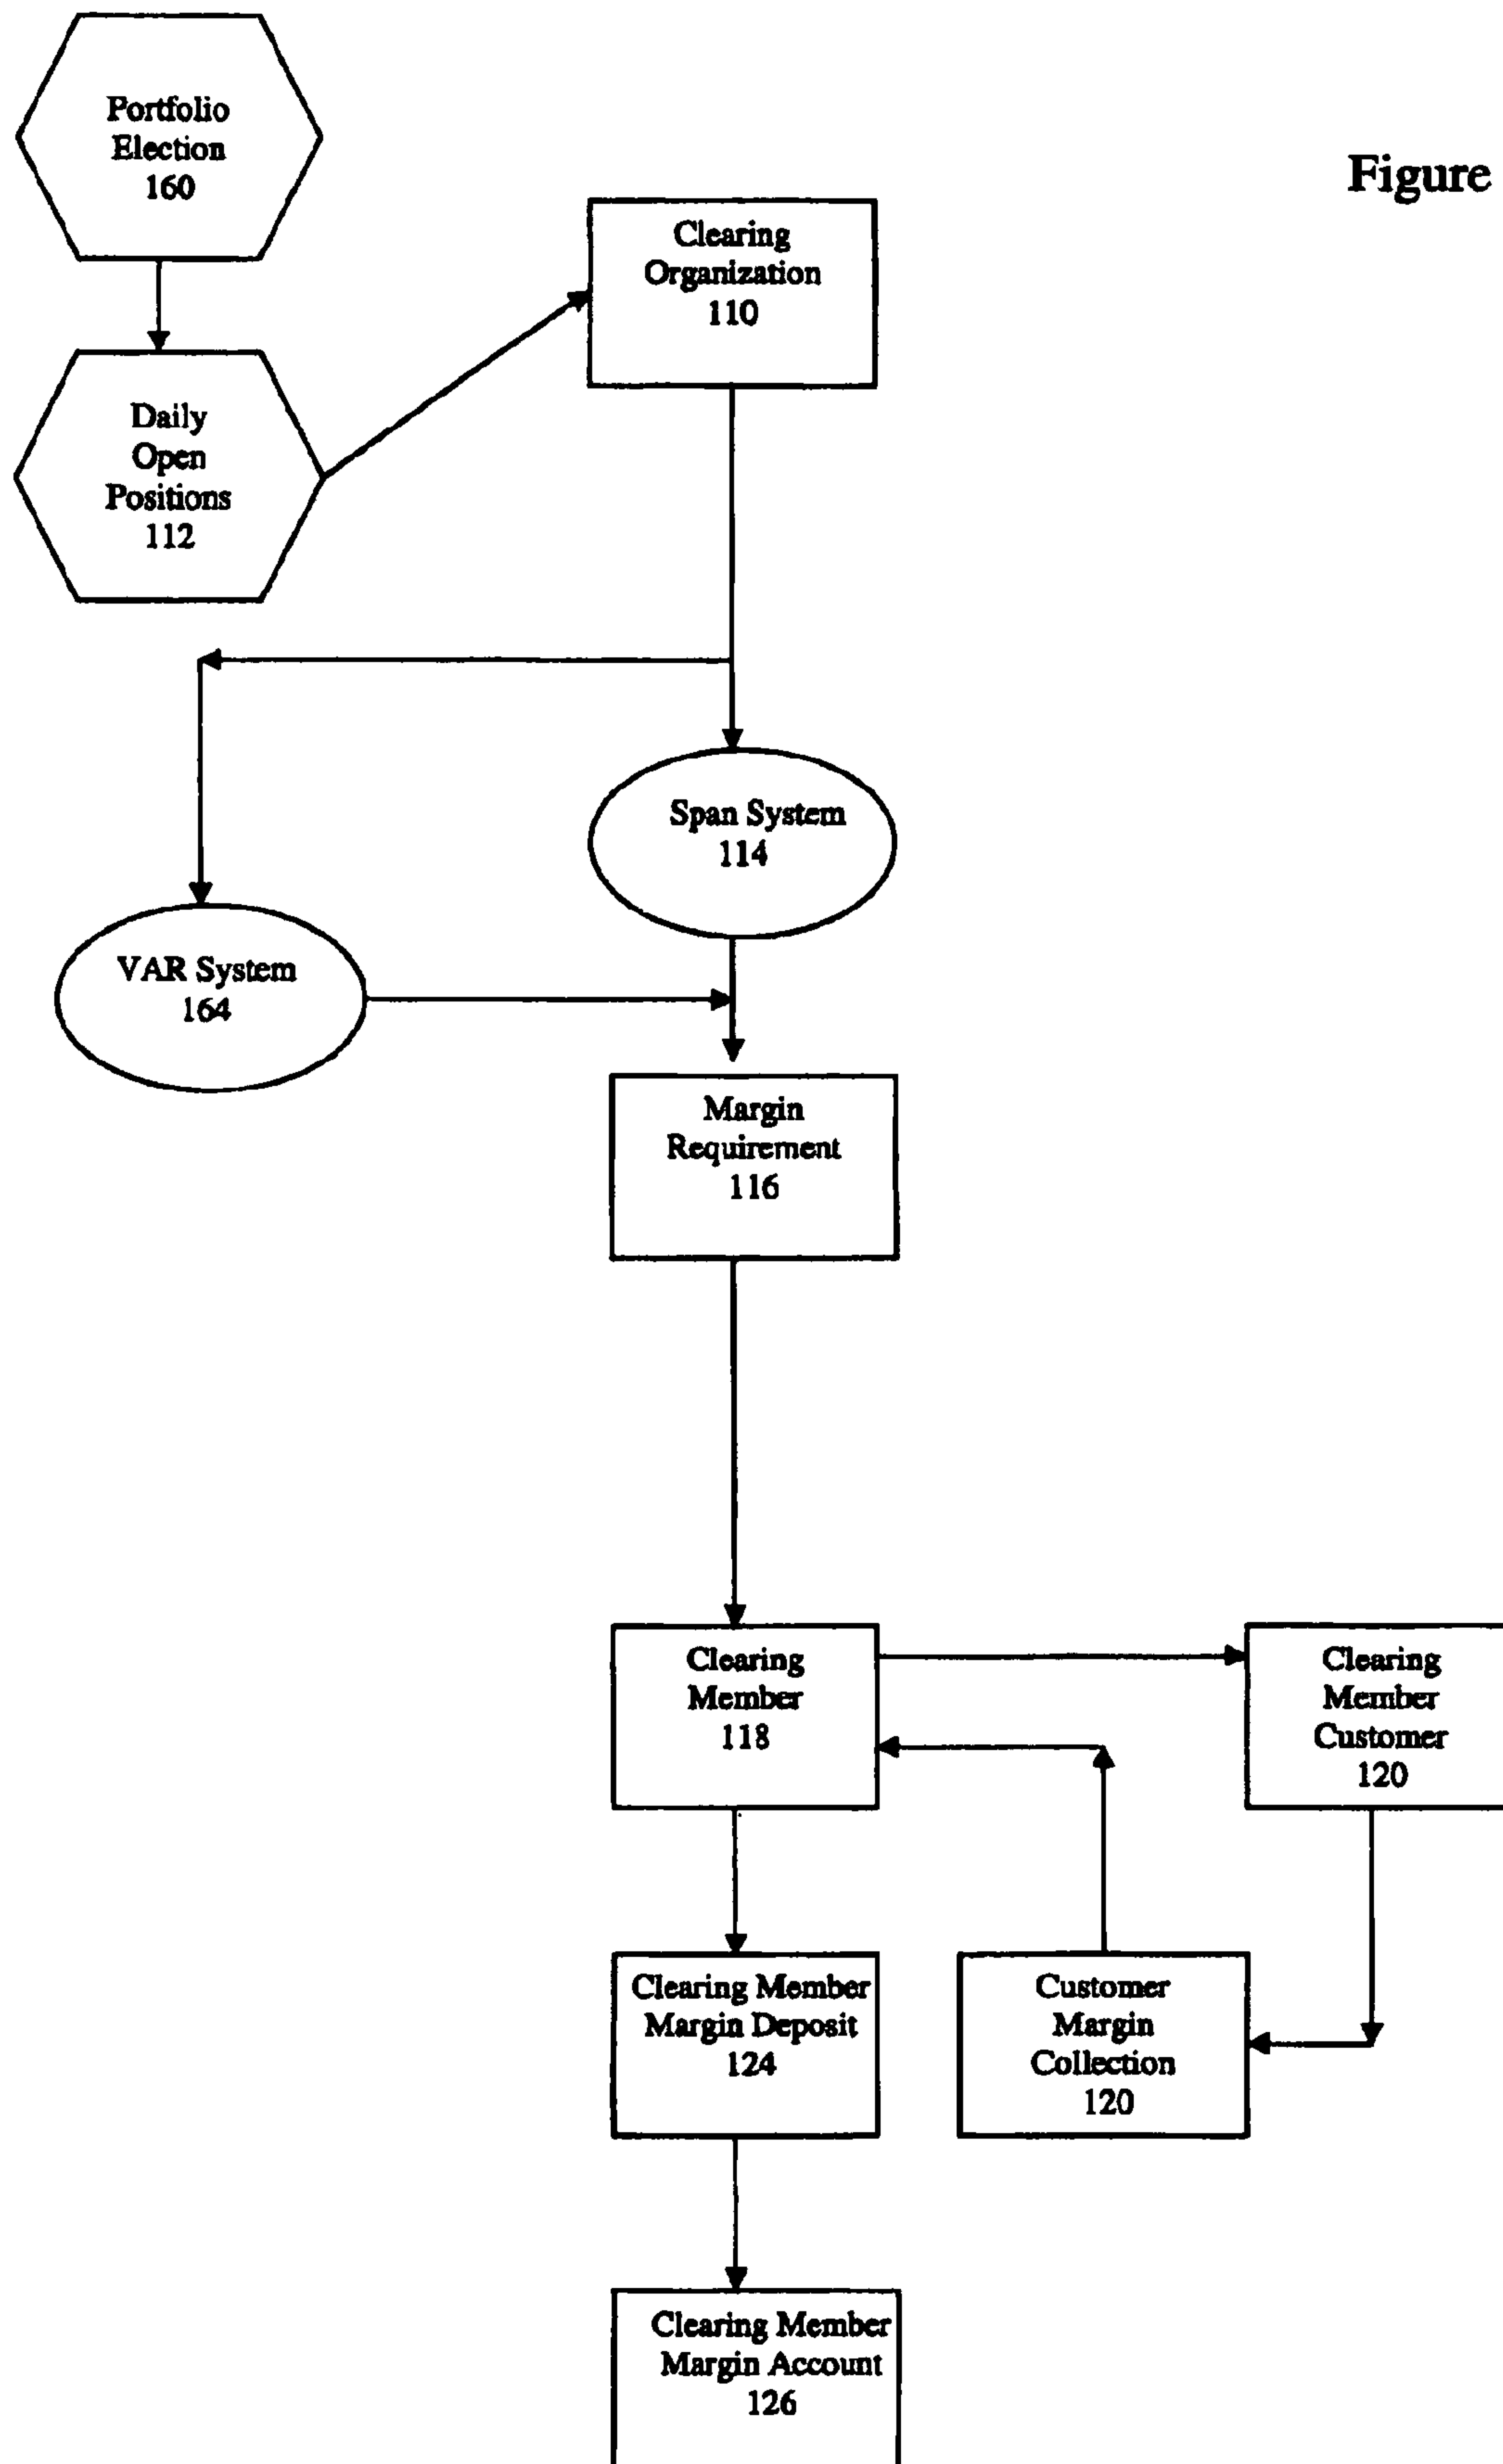 Portfolio
Election
160
Figure
Clearing
Organization
110
Daily
Open
Positions
112
Span System
114
VAR System
164
Margin
Requirement
116
Clearing
Member
118
Clearing
Member
Customer
120
Clearing Member
Margin Deposit
124
Customer
Margin
Collection
120
Clearing Member
Margin Account
126